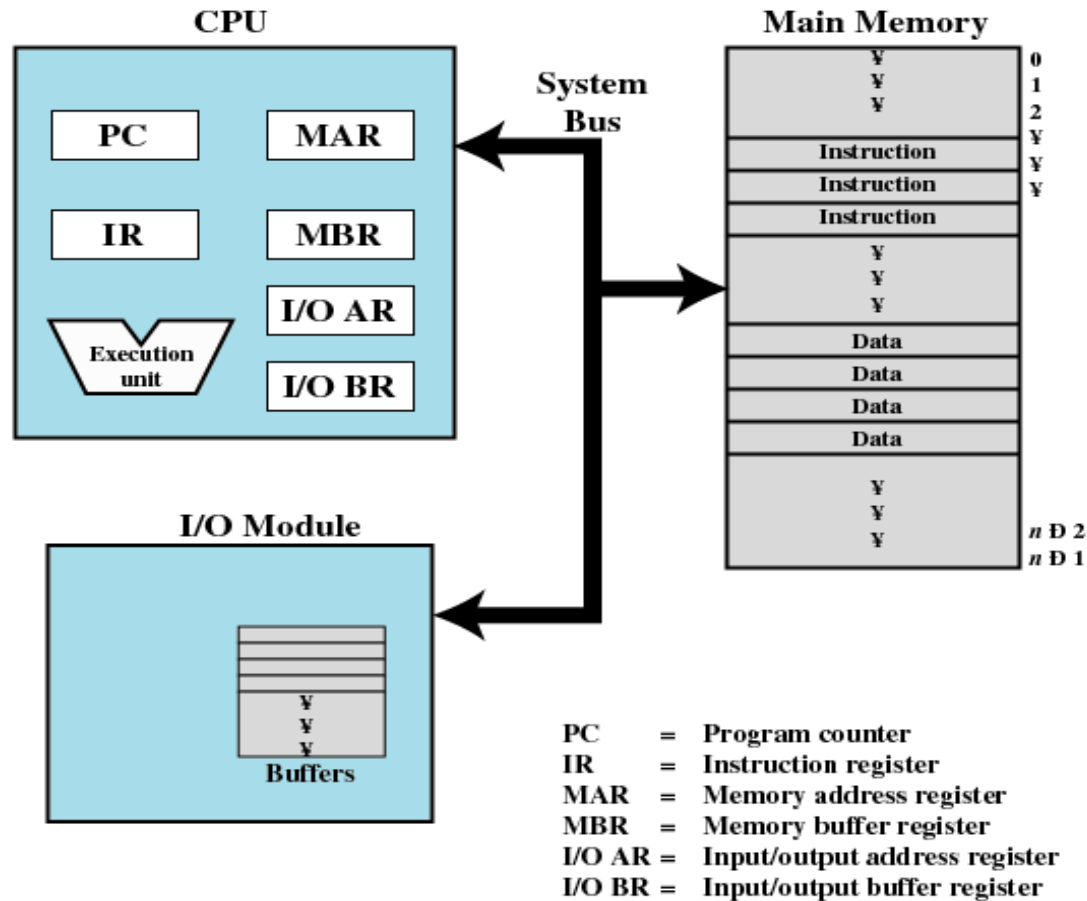 CPU
PC
MAR
IR
MBR
I/O AR
I/O BR
Execution
unit
System
Bus
Main Memory
¥
¥
¥
Instruction
Instruction
Instruction
¥
¥
¥
Data
Data
Data
Data
¥
¥
¥
0
1
2
¥
¥
¥
n Ð 2
n Ð 1
I/O Module
¥
¥
¥
Buffers
PC = Program counter
IR = Instruction register
MAR = Memory address register
MBR = Memory buffer register
I/O AR = Input/output address register
I/O BR = Input/output buffer register